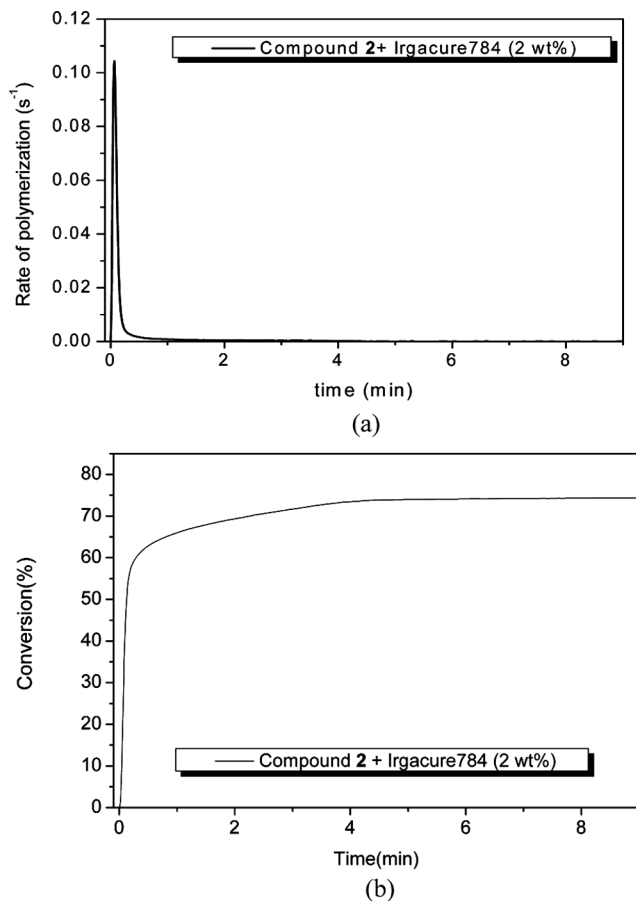 0.12
Compound 2+ Irgacure784 (2 wt%)
0.10
0.08
0.06
0.04
0.02
0.00
Rate of polymerization (s⁻¹)
0 2 4 6 8
time (min)
(a)
80
70
60
50
40
30
20
10
0
Conversion(%)
Compound 2 + Irgacure784 (2 wt%)
0 2 4 6 8
Time(min)
(b)